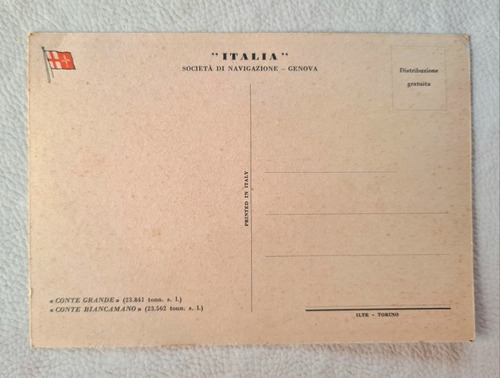 "ITALIA"
SOCIETÀ DI NAVIGAZIONE - GENOVA
Distribuzione
gratuita
PRINTED IN ITALY
« CONTE GRANDE » (23.841 tonn. s. l.)
« CONTE BIANCAMANO » (23.562 tonn. s. l.)
ILTE - TORINO